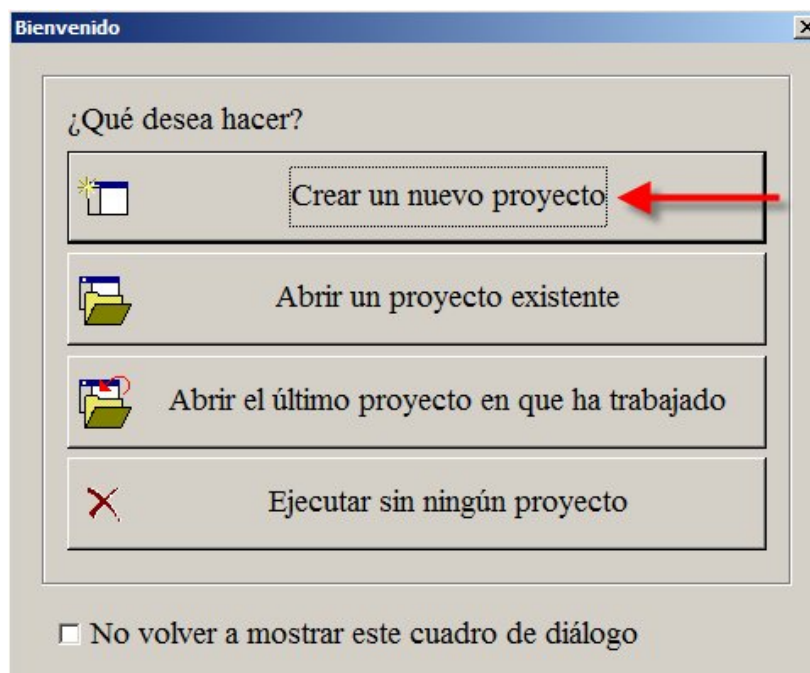 Bienvenido
¿Qué desea hacer?
Crear un nuevo proyecto
Abrir un proyecto existente
Abrir el último proyecto en que ha trabajado
Ejecutar sin ningún proyecto
No volver a mostrar este cuadro de diálogo